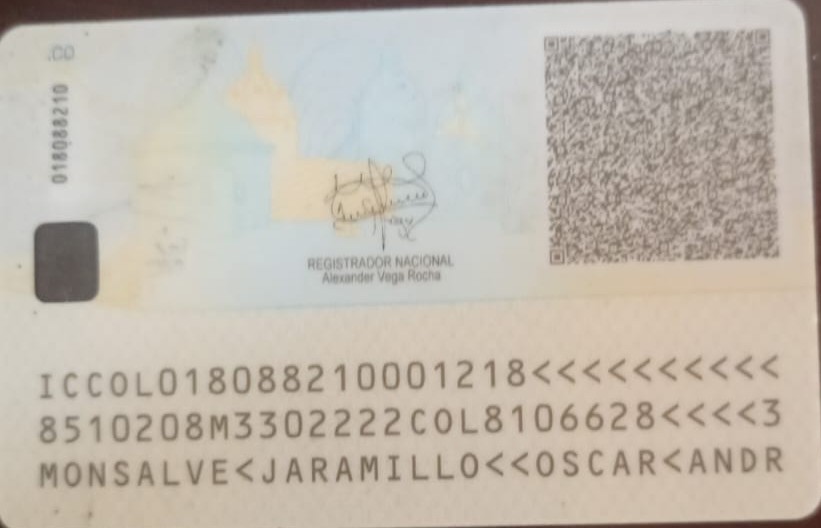 .CO
018088210
REGISTRADOR NACIONAL
Alexander Vega Rocha
ICCOL018088210001218<<<<<<<<<<
8510208M3302222COL8106628<<<<3
MONSALVE<JARAMILLO<<OSCAR<ANDR